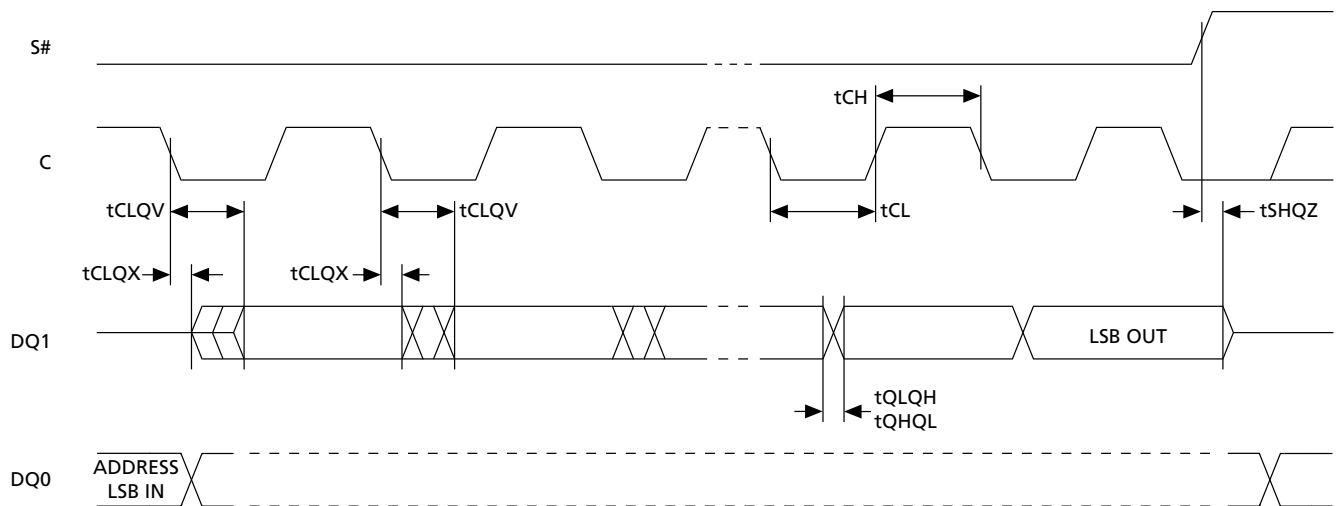 S#
tCH
C
tCLQV
tCLQV
tCL
tSHQZ
tCLQX
tCLQX
DQ1
LSB OUT
tQLQH
tQHQL
DQ0
ADDRESS
LSB IN